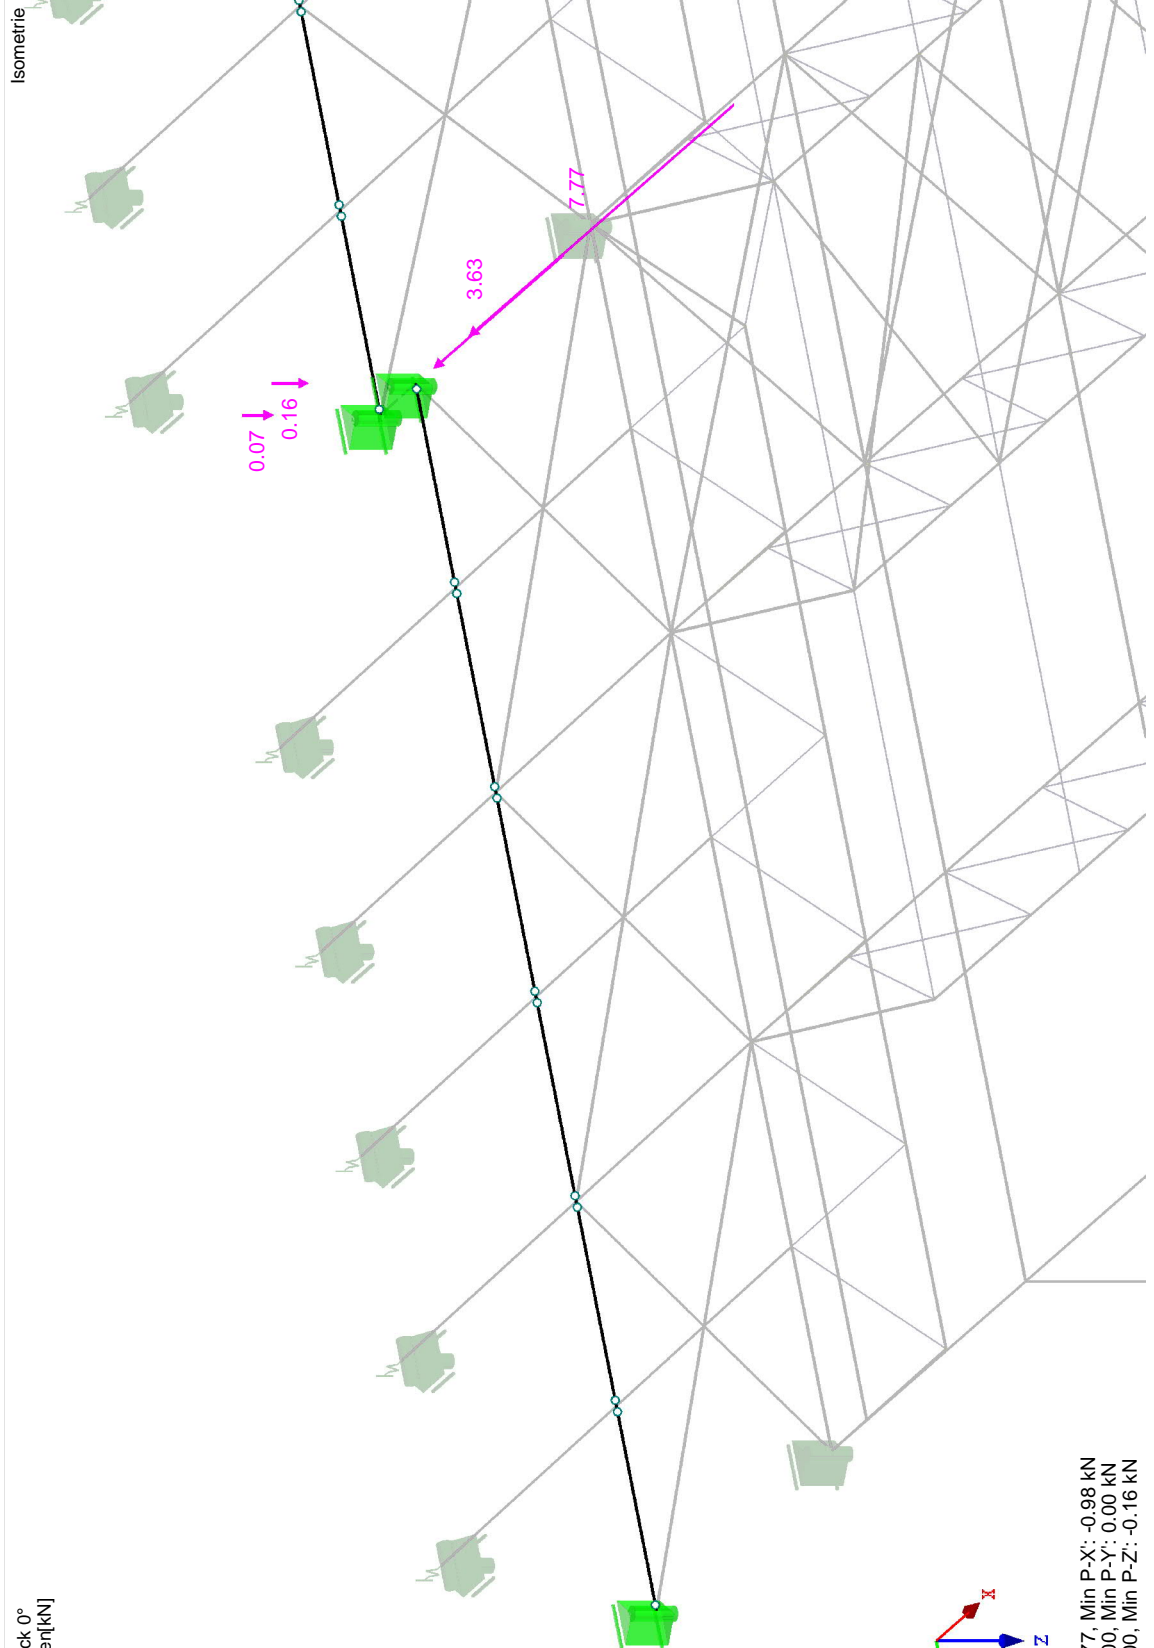 Isometrie
ck 0°
en[kN]
7.77
3.63
0.07
0.16
X
Z
77, Min P-X': -0.98 kN
00, Min P-Y': 0.00 kN
00, Min P-Z': -0.16 kN